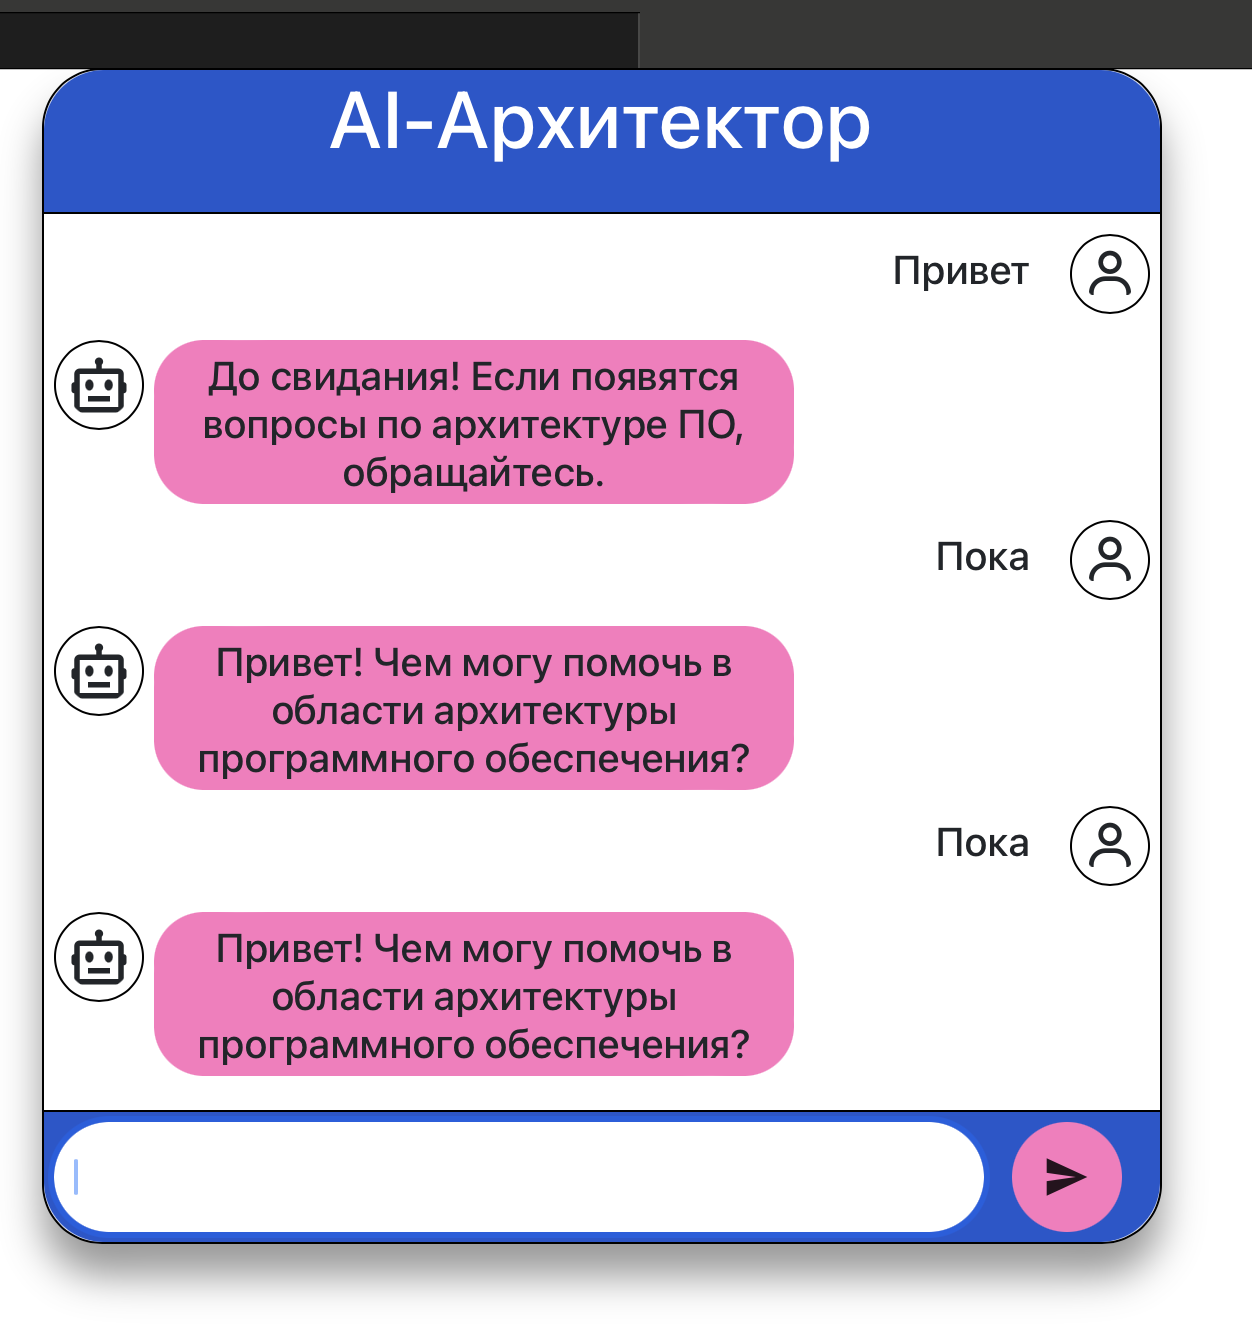 AI-Архитектор
Привет
До свидания! Если появятся
вопросы по архитектуре ПО,
обращайтесь.
Пока
Привет! Чем могу помочь в
области архитектуры
программного обеспечения?
Пока
Привет! Чем могу помочь в
области архитектуры
программного обеспечения?